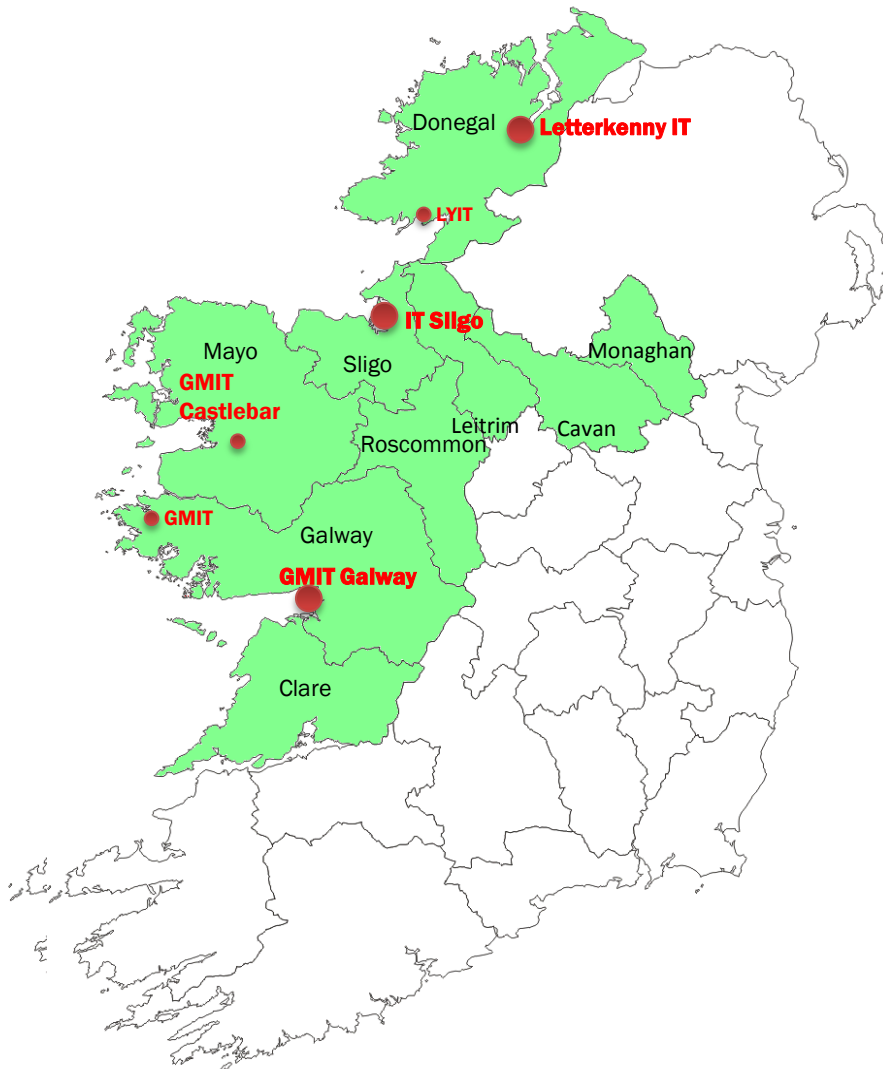 Donegal
Letterkenny IT
LYIT
IT Sligo
Monaghan
Mayo
Sligo
GMIT
Castlebar
Leitrim
Cavan
Roscommon
GMIT
Galway
GMIT Galway
Clare